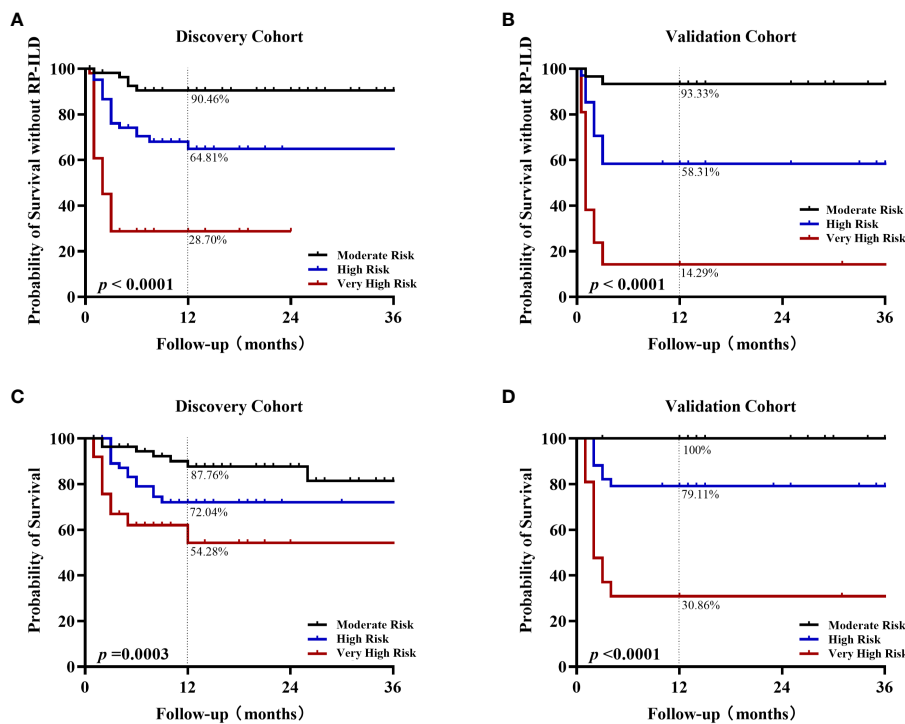 A
Discovery Cohort
Probability of Survival without RP-ILD
100
80
60
40
20
0
90.46%
64.81%
28.70%
Moderate Risk
High Risk
Very High Risk
p < 0.0001
0
12
24
36
Follow-up（months）
B
Validation Cohort
Probability of Survival without RP-ILD
100
80
60
40
20
0
93.33%
58.31%
14.29%
Moderate Risk
High Risk
Very High Risk
p < 0.0001
0
12
24
36
Follow-up（months）
C
Discovery Cohort
Probability of Survival
100
80
60
40
20
0
87.76%
72.04%
54.28%
Moderate Risk
High Risk
Very High Risk
p =0.0003
0
12
24
36
Follow-up（months）
D
Validation Cohort
Probability of Survival
100
80
60
40
20
0
100%
79.11%
30.86%
Moderate Risk
High Risk
Very High Risk
p <0.0001
0
12
24
36
Follow-up（months）